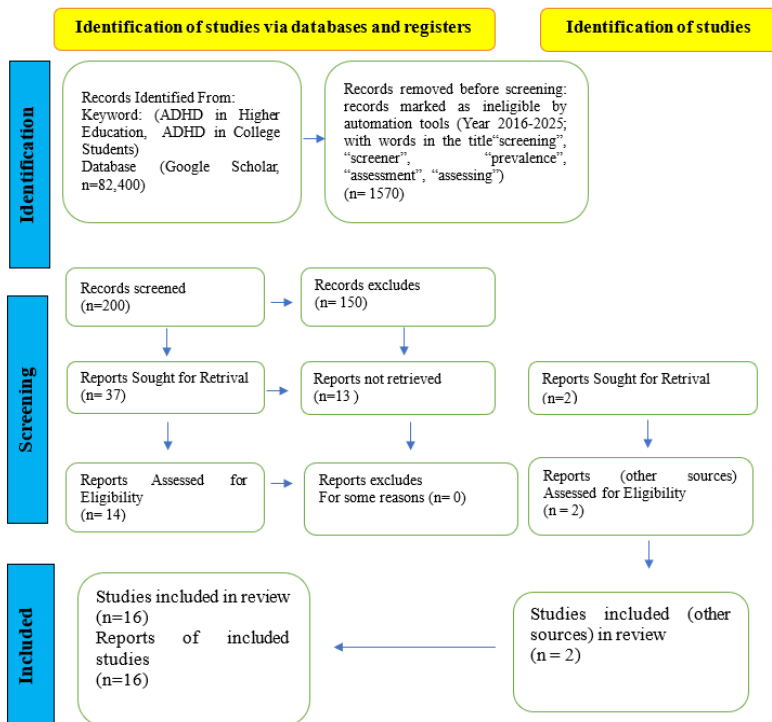 Identification of studies via databases and registers
Identification of studies
Identification
Records Identified From:
Keyword: (ADHD in Higher
Education, ADHD in College
Students)
Database (Google Scholar,
n=82,400)
Records removed before screening:
records marked as ineligible by
automation tools (Year 2016-2025;
with words in the title“screening”,
“screener”, “prevalence”,
“assessment”, “assessing”)
(n= 1570)
Screening
Records screened
(n=200)
Records excludes
(n= 150)
Reports Sought for Retrival
(n= 37)
Reports not retrieved
(n=13 )
Reports Sought for Retrival
(n=2)
Reports Assessed for
Eligibility
(n= 14)
Reports excludes
For some reasons (n= 0)
Reports (other sources)
Assessed for Eligibility
(n = 2)
Included
Studies included in review
(n=16)
Reports of included
studies
(n=16)
Studies included (other
sources) in review
(n = 2)